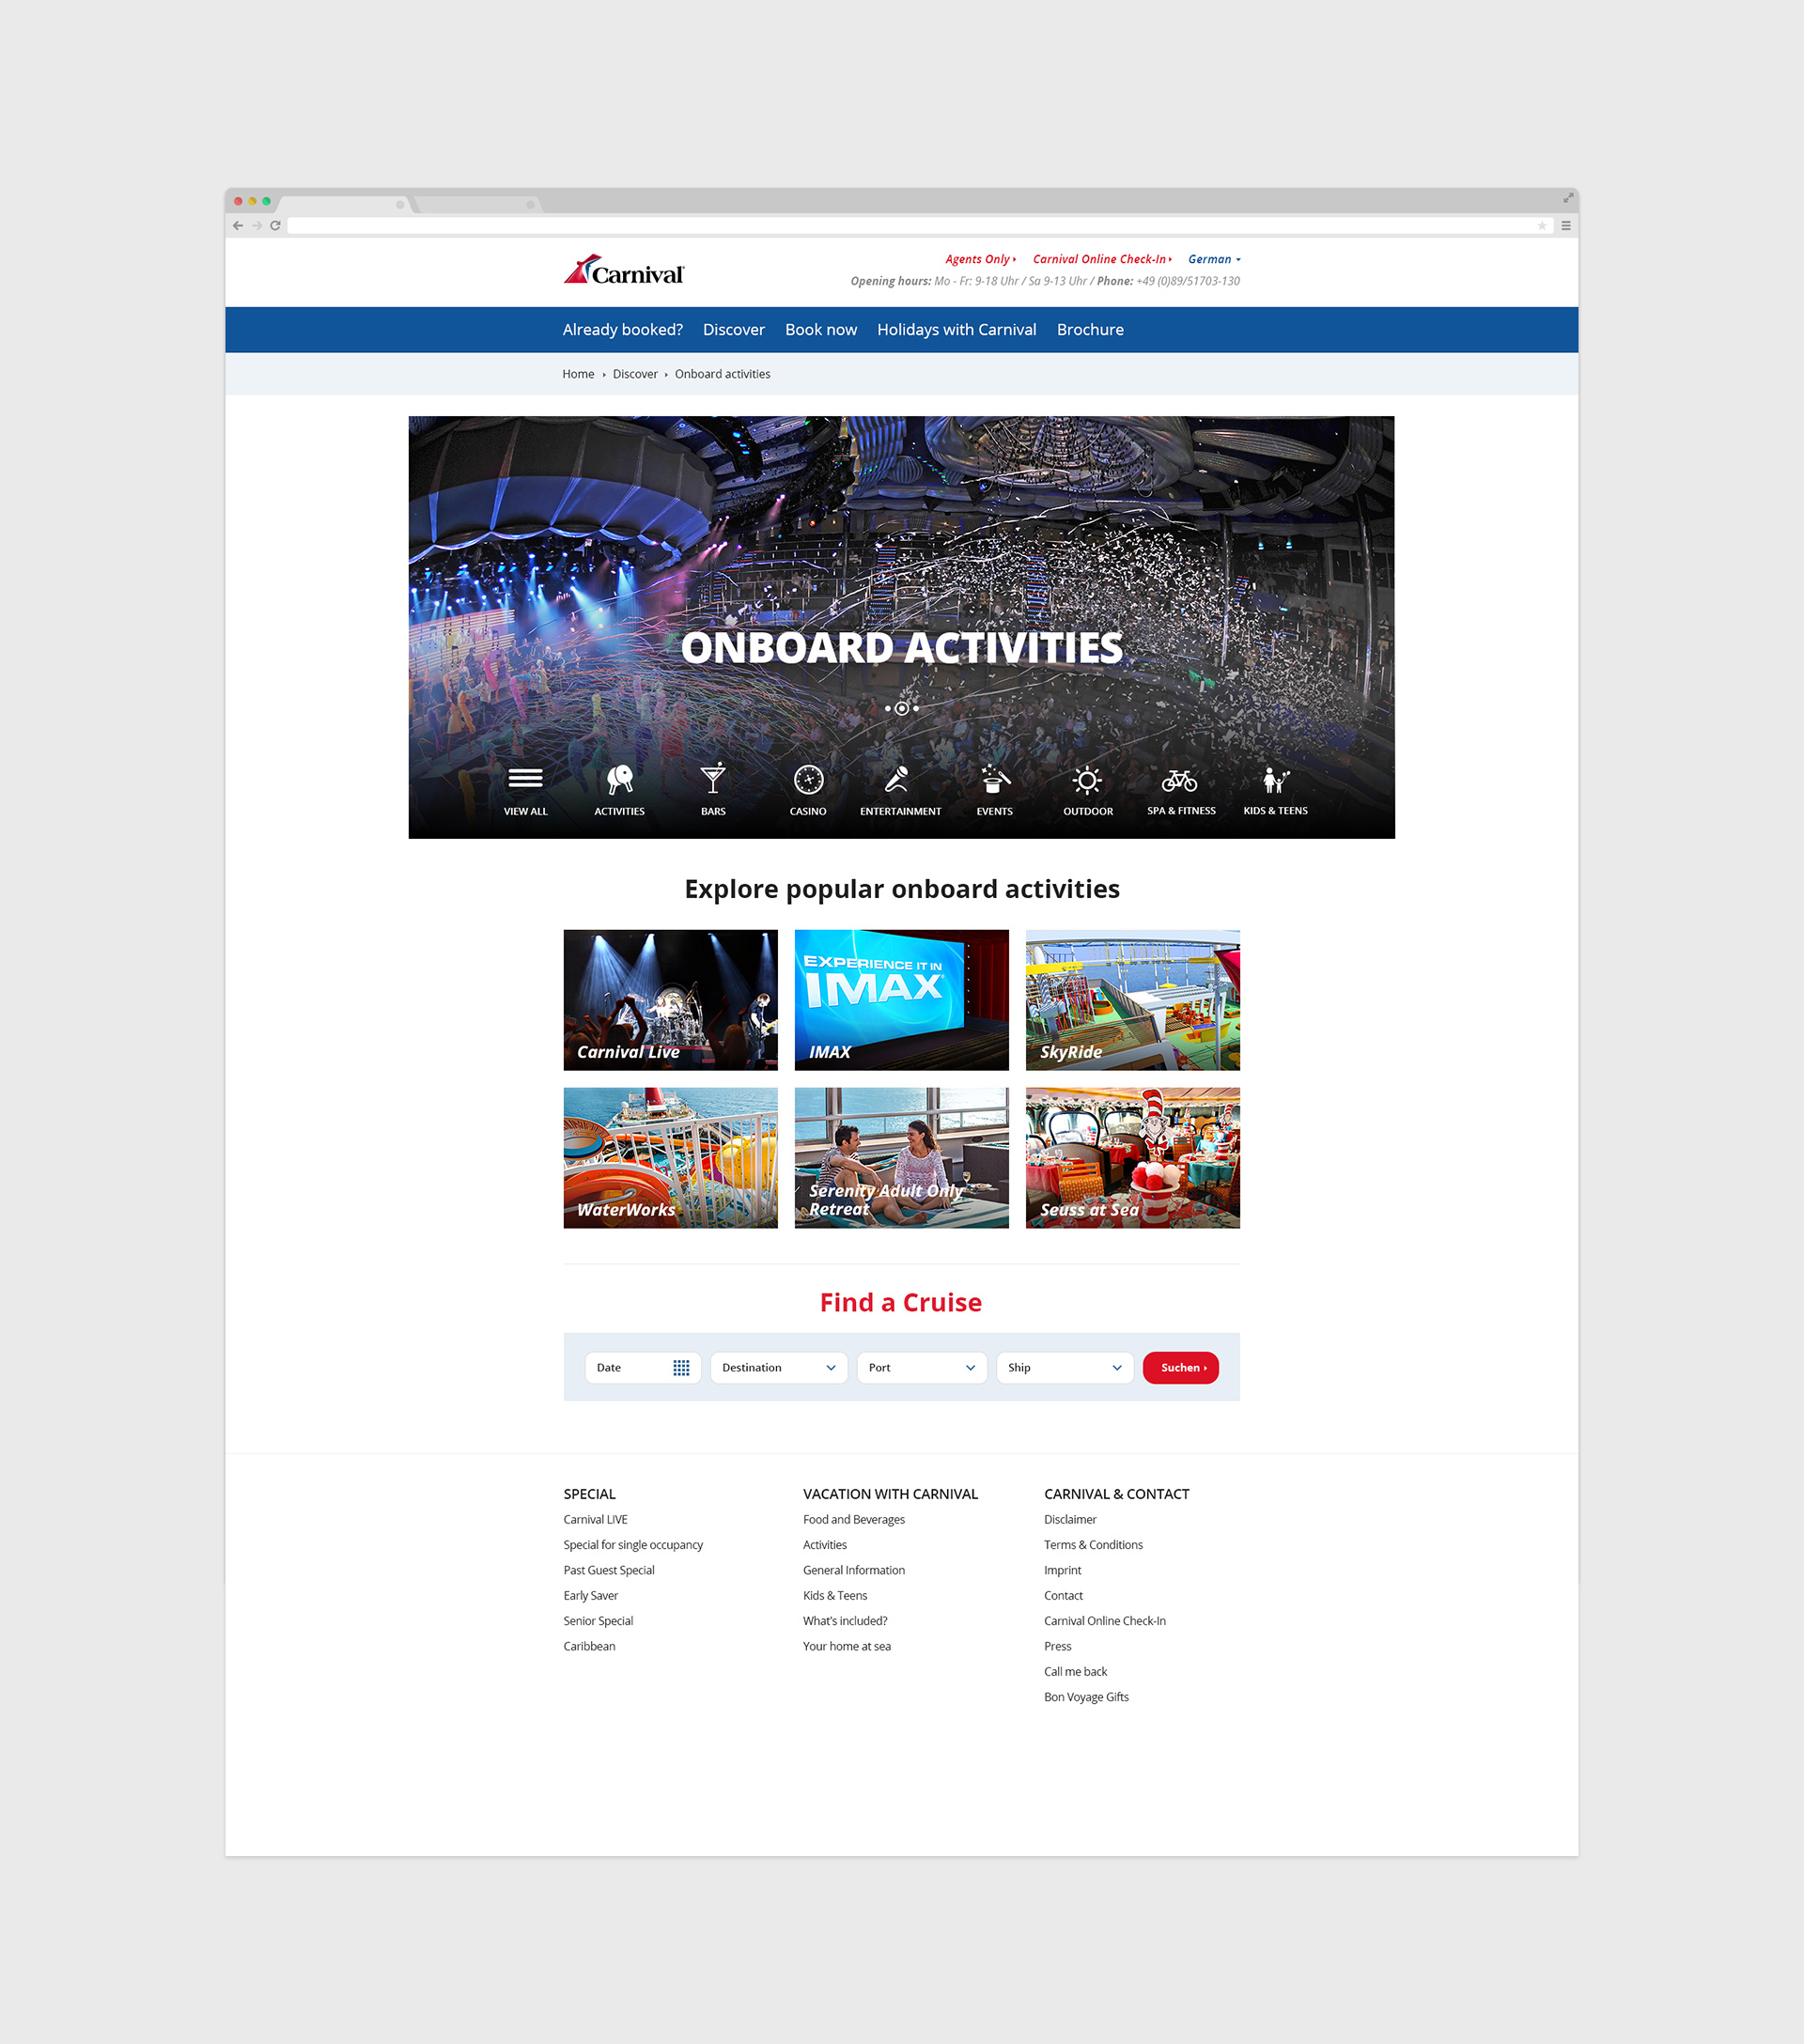 Carnival
Agents Only
Carnival Online Check-In
German
Opening hours: Mo - Fr: 9-18 Uhr / Sa 9-13 Uhr / Phone: +49 (0)89/51703-130
Already booked?
Discover
Book now
Holidays with Carnival
Brochure
Home
Discover
Onboard activities
ONBOARD ACTIVITIES
VIEW ALL
ACTIVITIES
BARS
CASINO
ENTERTAINMENT
EVENTS
OUTDOOR
SPA & FITNESS
KIDS & TEENS
Explore popular onboard activities
Carnival Live
EXPERIENCE IT IN
IMAX
IMAX
SkyRide
WaterWorks
Serenity Adult Only
Retreat
Seuss at Sea
Find a Cruise
Date
Destination
Port
Ship
Suchen
SPECIAL
Carnival LIVE
Special for single occupancy
Past Guest Special
Early Saver
Senior Special
Caribbean
VACATION WITH CARNIVAL
Food and Beverages
Activities
General Information
Kids & Teens
What's included?
Your home at sea
CARNIVAL & CONTACT
Disclaimer
Terms & Conditions
Imprint
Contact
Carnival Online Check-In
Press
Call me back
Bon Voyage Gifts